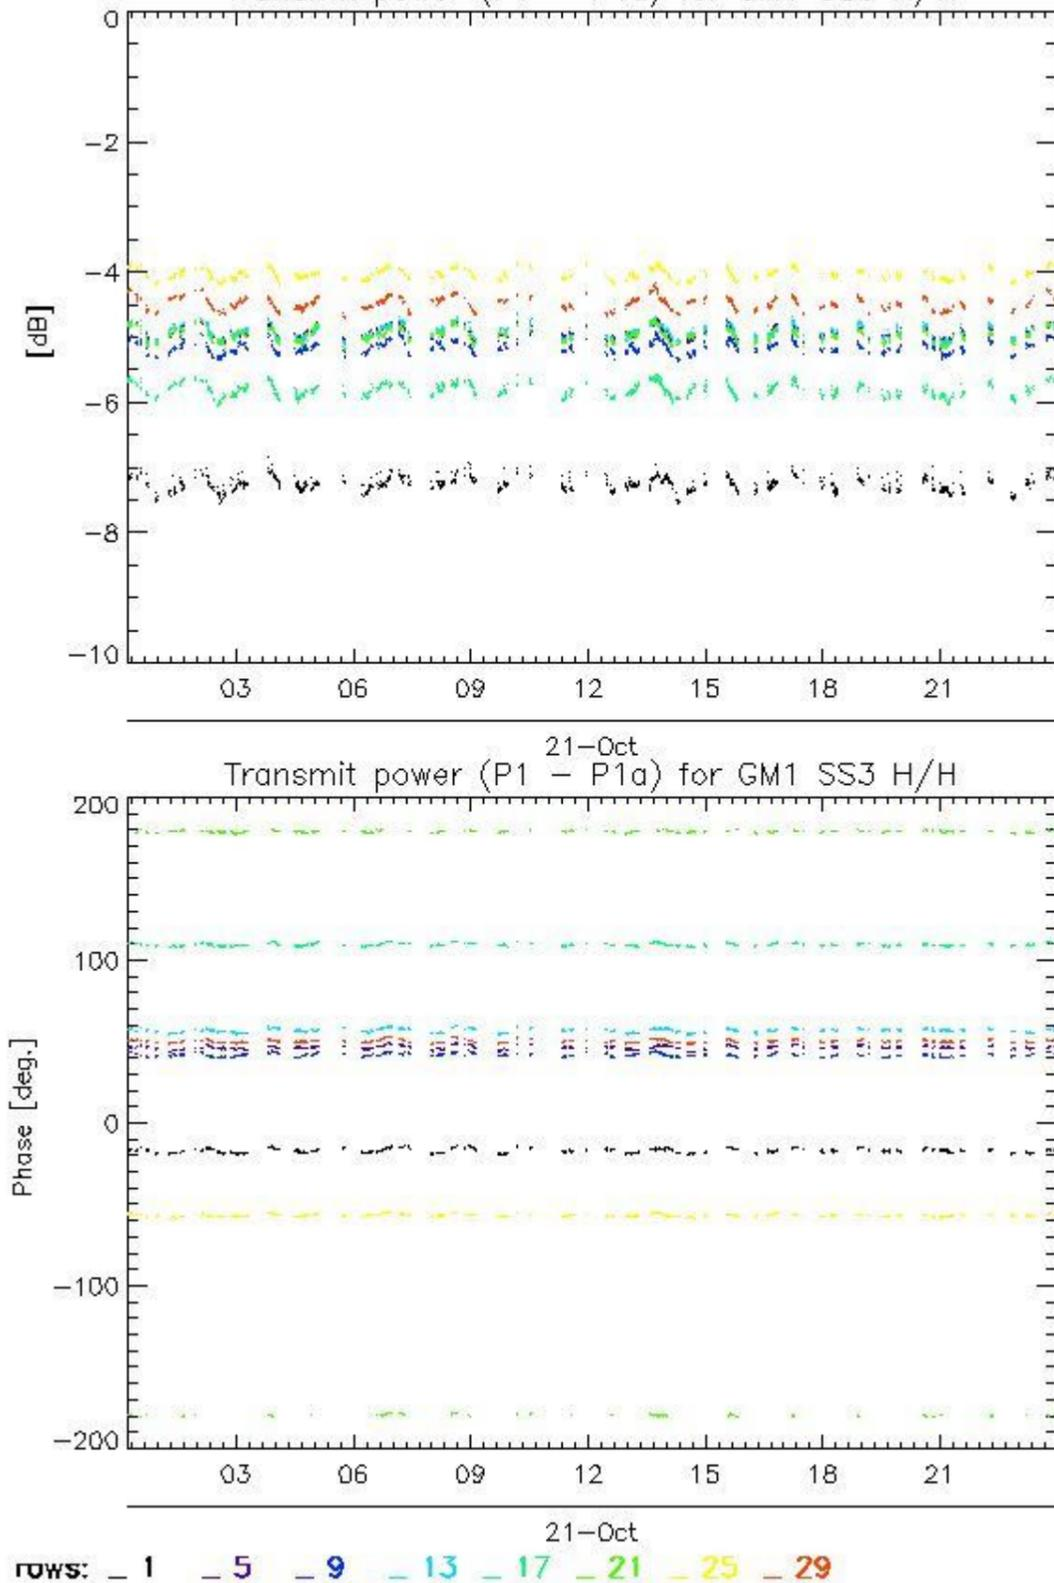 0
-2
-4
-6
-8
-10
[dB]
03 06 09 12 15 18 21
21-Oct
Transmit power (P1 - P1a) for GM1 SS3 H/H
200
100
0
-100
-200
Phase [deg.]
03 06 09 12 15 18 21
21-Oct
rows: _ 1 _ 5 _ 9 _ 13 _ 17 _ 21 _ 25 _ 29